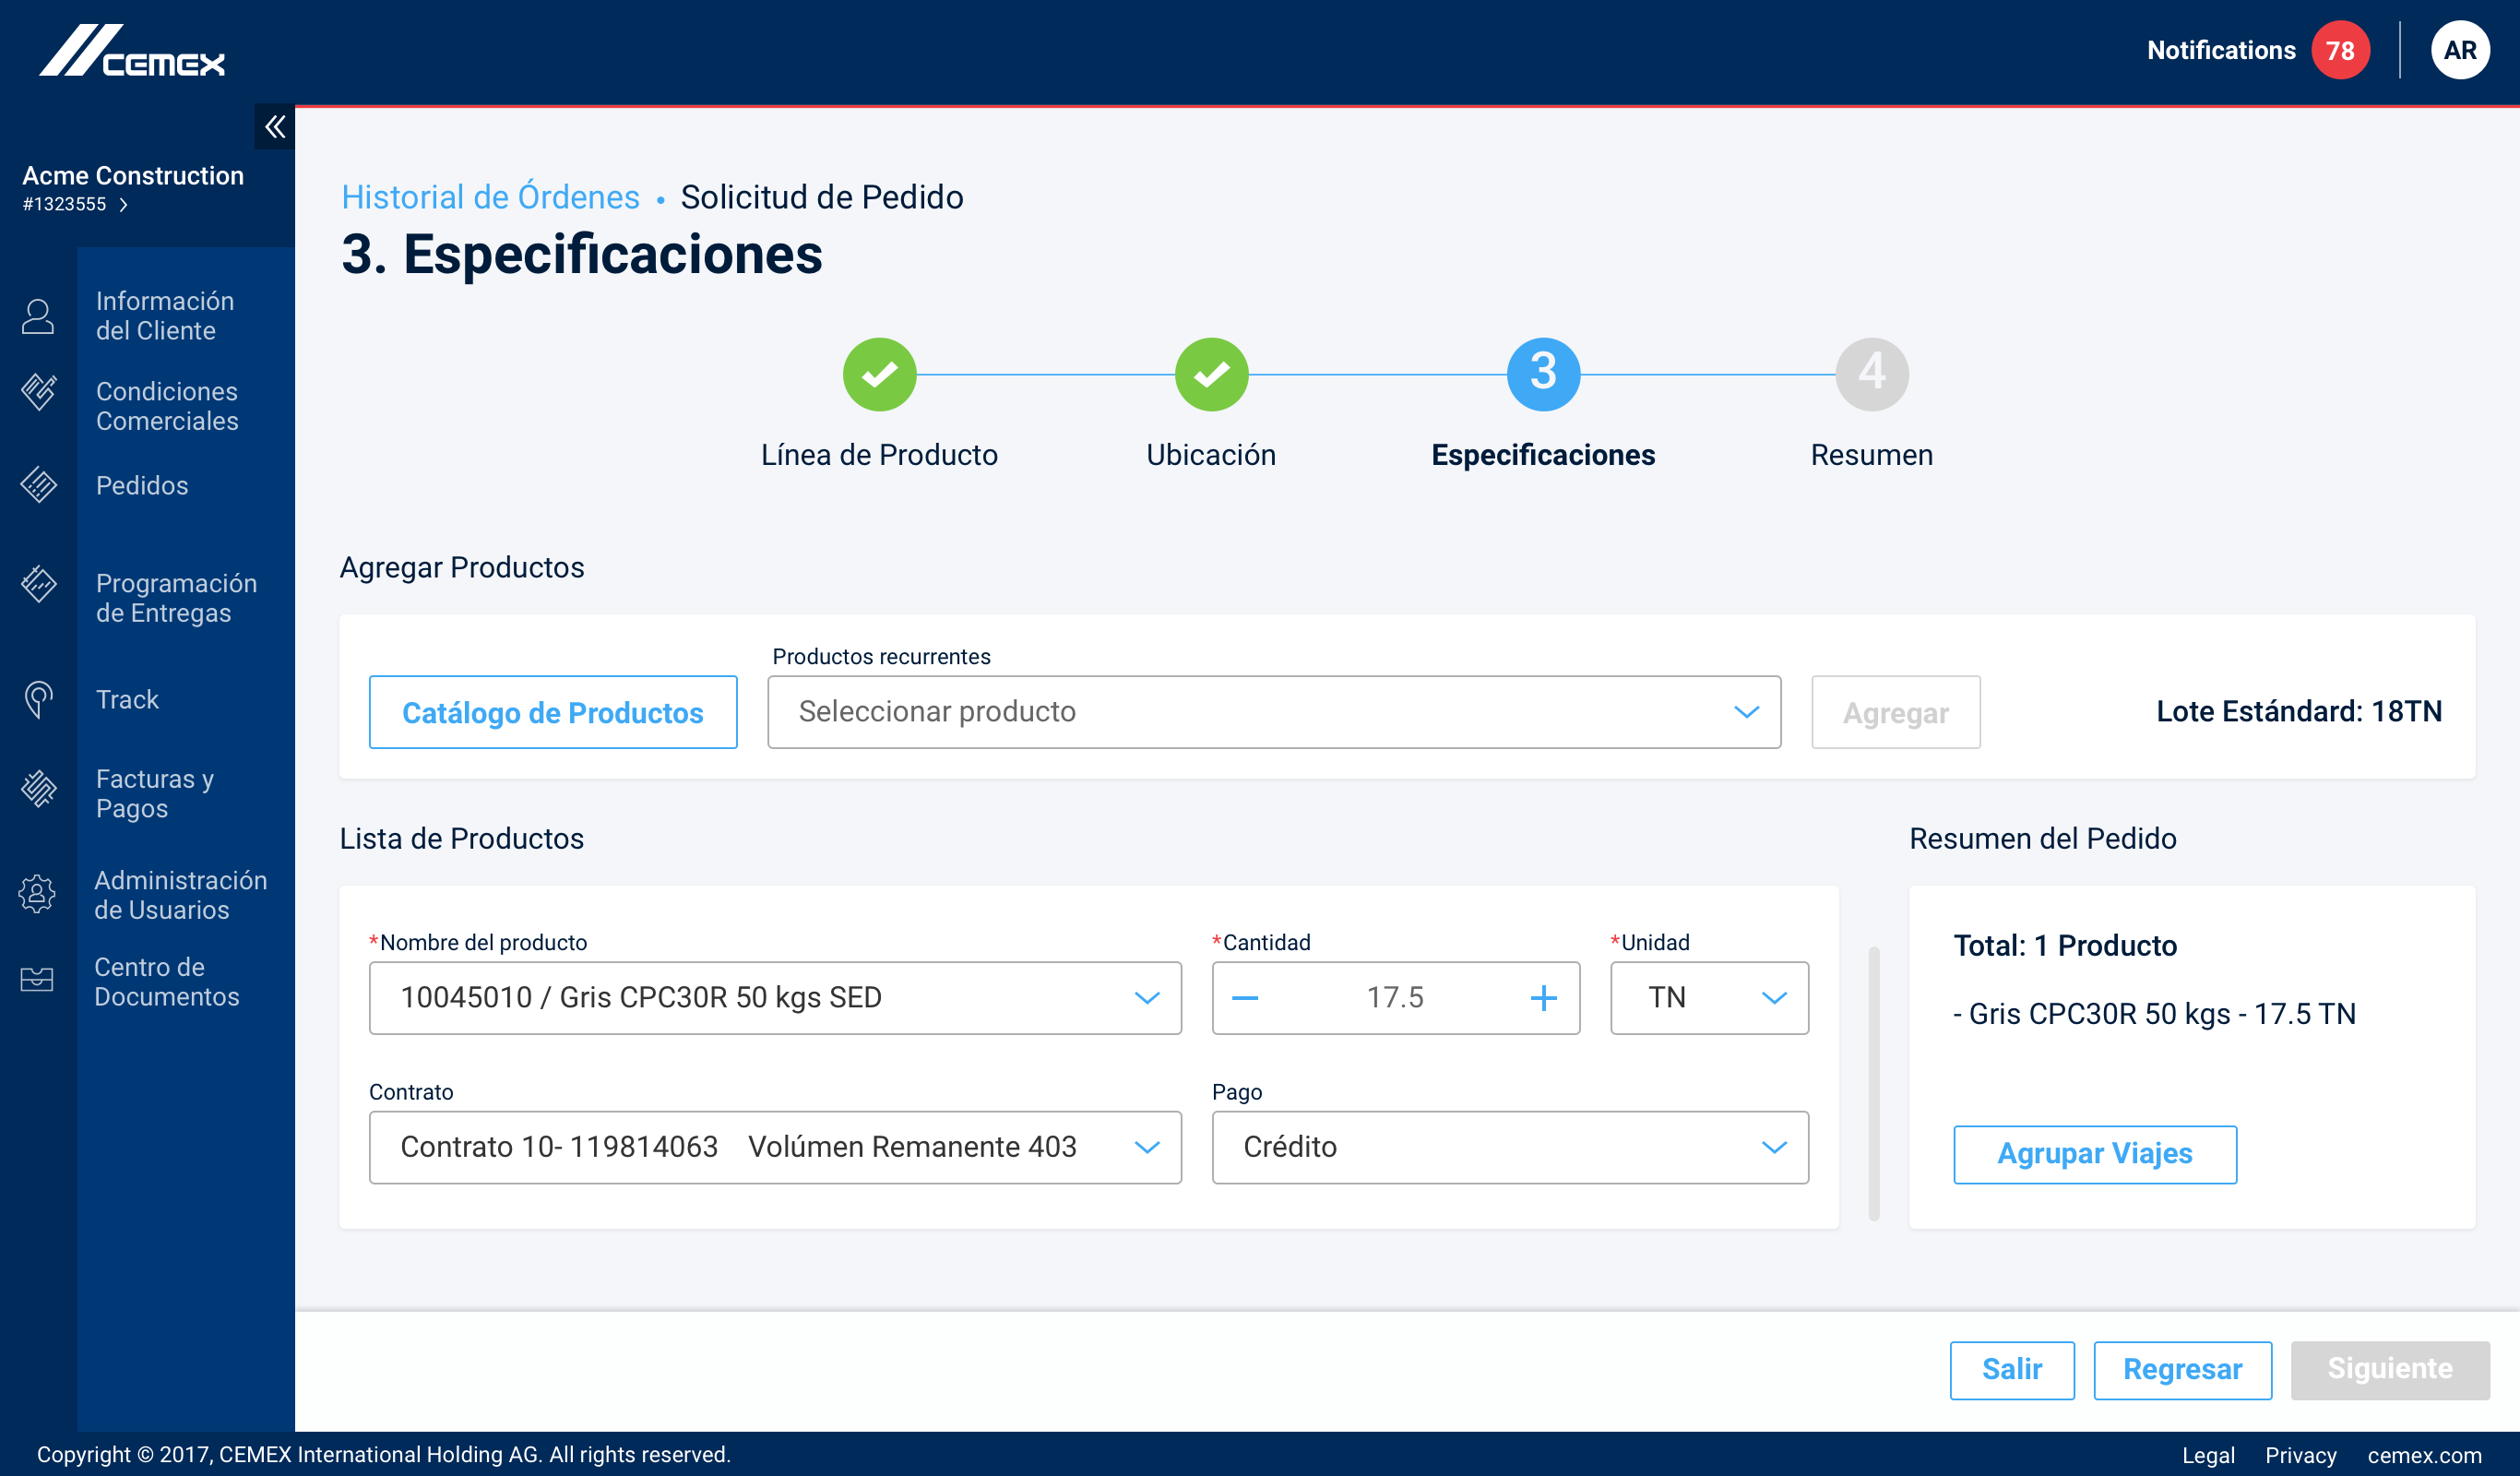 CEMEX
Notifications 78 AR
Acme Construction
#1323555
Información
del Cliente
Condiciones
Comerciales
Pedidos
Programación
de Entregas
Track
Facturas y
Pagos
Administración
de Usuarios
Centro de
Documentos
Historial de Órdenes • Solicitud de Pedido
3. Especificaciones
3 4
Línea de Producto Ubicación Especificaciones Resumen
Agregar Productos
Productos recurrentes
Catálogo de Productos Seleccionar producto Agregar Lote Estándard: 18TN
Lista de Productos
*Nombre del producto *Cantidad *Unidad
10045010 / Gris CPC30R 50 kgs SED 17.5 TN
Contrato Pago
Contrato 10- 119814063 Volúmen Remanente 403 Crédito
Resumen del Pedido
Total: 1 Producto
- Gris CPC30R 50 kgs - 17.5 TN
Agrupar Viajes
Salir Regresar Siguiente
Copyright © 2017, CEMEX International Holding AG. All rights reserved. Legal Privacy cemex.com